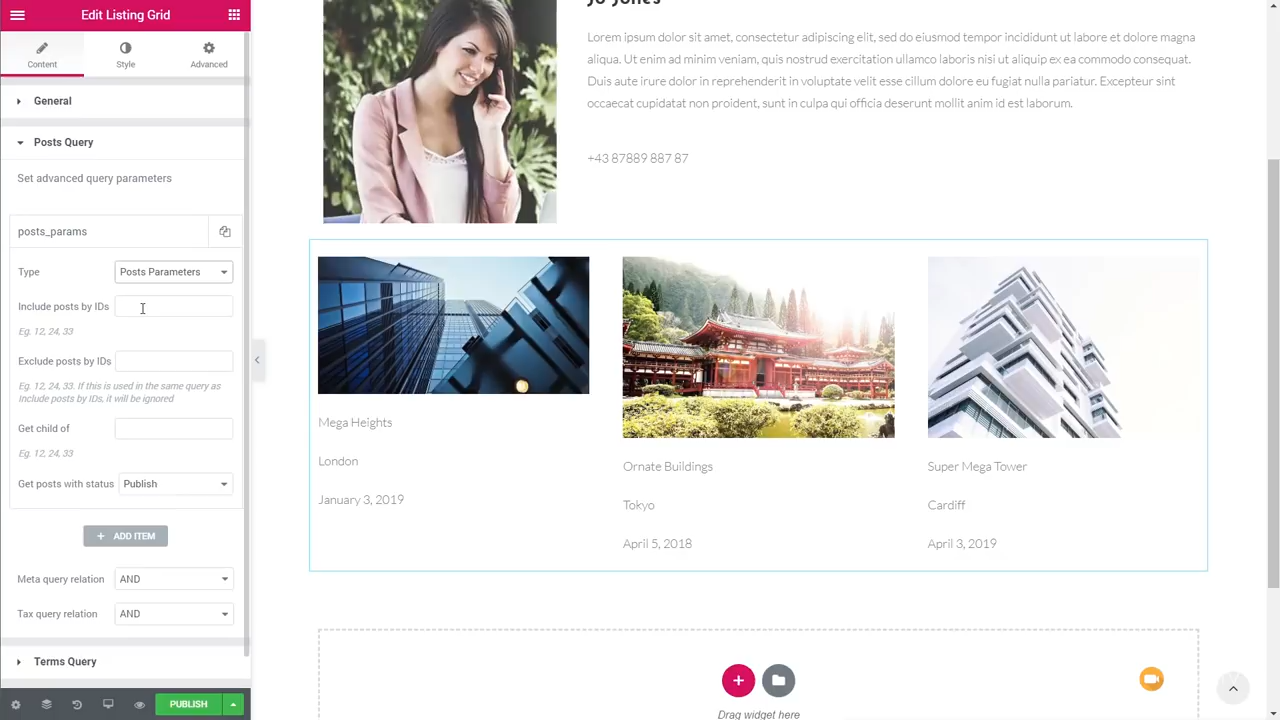 Edit Listing Grid
Content
Style
Advanced
General
Posts Query
Set advanced query parameters
posts_params
Type
Posts Parameters
Include posts by IDs
Eg. 12, 24, 33
Exclude posts by IDs
Eg. 12, 24, 33. If this is used in the same query as
Include posts by IDs, it will be ignored
Get child of
Eg. 12, 24, 33
Get posts with status
Publish
+ ADD ITEM
Meta query relation
AND
Tax query relation
AND
Terms Query
PUBLISH
Jo Jones
Lorem ipsum dolor sit amet, consectetur adipiscing elit, sed do eiusmod tempor incididunt ut labore et dolore magna
aliqua. Ut enim ad minim veniam, quis nostrud exercitation ullamco laboris nisi ut aliquip ex ea commodo consequat.
Duis aute irure dolor in reprehenderit in voluptate velit esse cillum dolore eu fugiat nulla pariatur. Excepteur sint
occaecat cupidatat non proident, sunt in culpa qui officia deserunt mollit anim id est laborum.
+43 87889 887 87
Mega Heights
London
January 3, 2019
Ornate Buildings
Tokyo
April 5, 2018
Super Mega Tower
Cardiff
April 3, 2019
Drag widget here